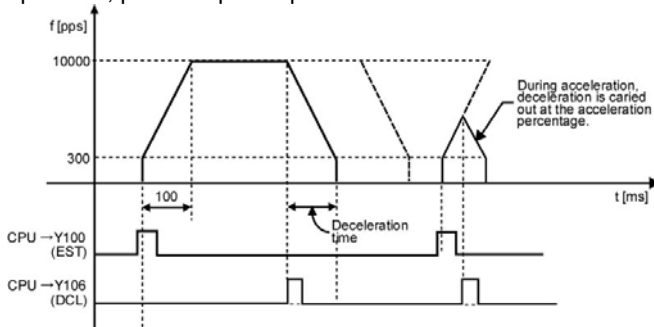 f [pps]
10000
During acceleration,
deceleration is caried
out at the acceleration
percentage.
300
t [ms]
100
Deceleration
time
CPU →Y100
(EST)
CPU →Y106
(DCL)